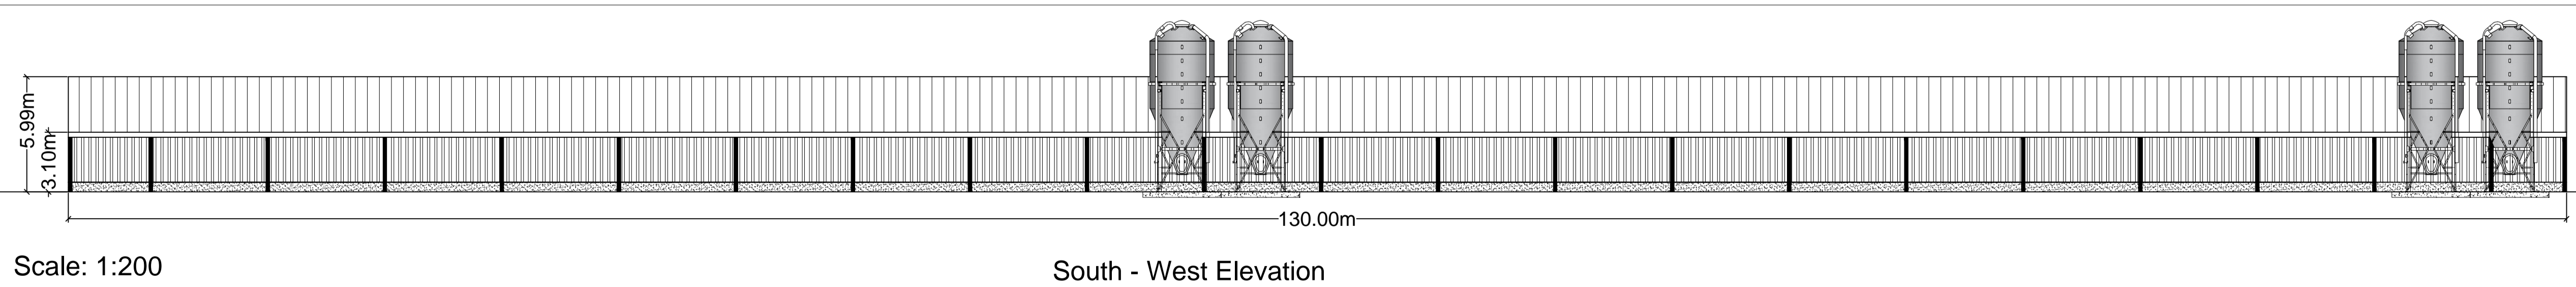 5.99m
3.10m
130.00m
Scale: 1:200
South - West Elevation